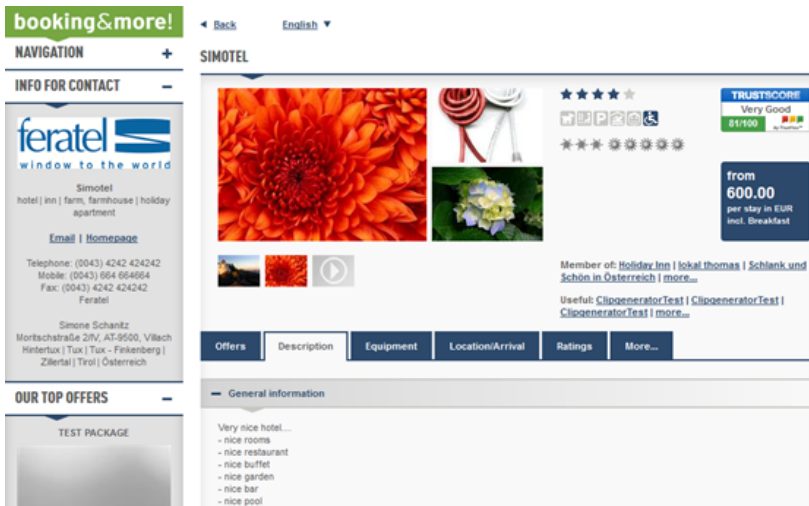 booking&more!
Back
English
NAVIGATION
INFO FOR CONTACT
feratel
window to the world
Simotel
hotel | inn | farm, farmhouse | holiday
apartment
Email | Homepage
Telephone: (0043) 4242 424242
Mobile: (0043) 664 664664
Fax: (0043) 4242 424242
Feratel
Simone Schanitz
Moritschstraße 2/IV, AT-9500, Villach
Hintertux | Tux | Tux - Finkenberg |
Zillertal | Tirol | Österreich
OUR TOP OFFERS
TEST PACKAGE
SIMOTEL
TRUSTSCORE
Very Good
81/100
by TrustYou™
from
600.00
per stay in EUR
incl. Breakfast
Member of: Holiday Inn | lokal thomas | Schlank und
Schön in Österreich | more...
Useful: ClipgeneratorTest | ClipgeneratorTest |
ClipgeneratorTest | more...
Offers
Description
Equipment
Location/Arrival
Ratings
More...
General information
Very nice hotel....
- nice rooms
- nice restaurant
- nice buffet
- nice garden
- nice bar
- nice pool